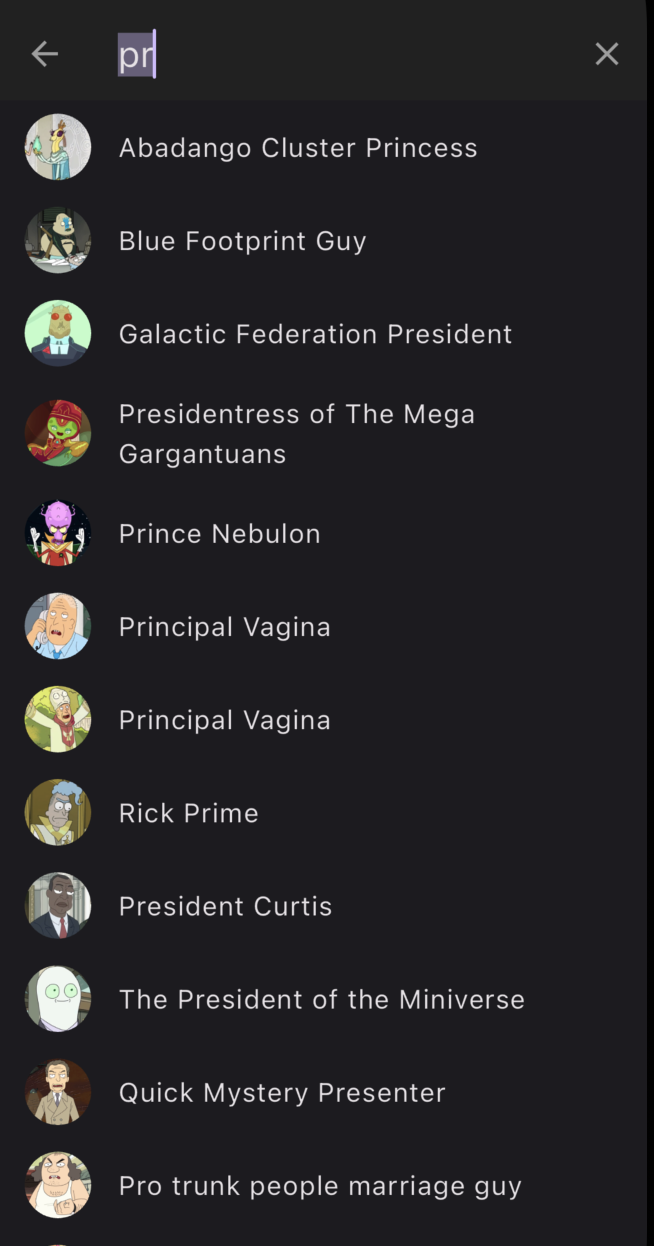 pr
Abadango Cluster Princess
Blue Footprint Guy
Galactic Federation President
Presidentress of The Mega
Gargantuans
Prince Nebulon
Principal Vagina
Principal Vagina
Rick Prime
President Curtis
The President of the Miniverse
Quick Mystery Presenter
Pro trunk people marriage guy